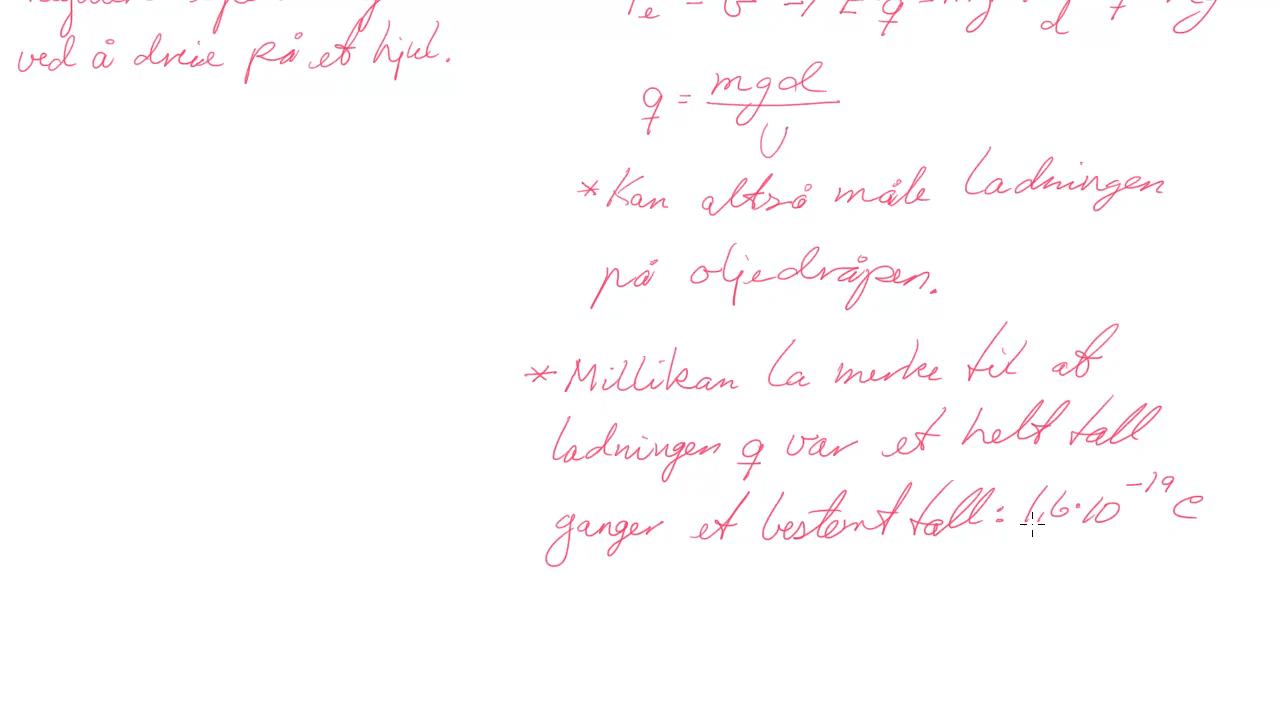 ved å dreie på et hjul.
q = mgd / U
* Kan altså måle ladningen
på oljedråpen.
* Millikan la merke til at
ladningen q var et helt tall
ganger et bestemt tall: 1,6·10⁻¹⁹ C